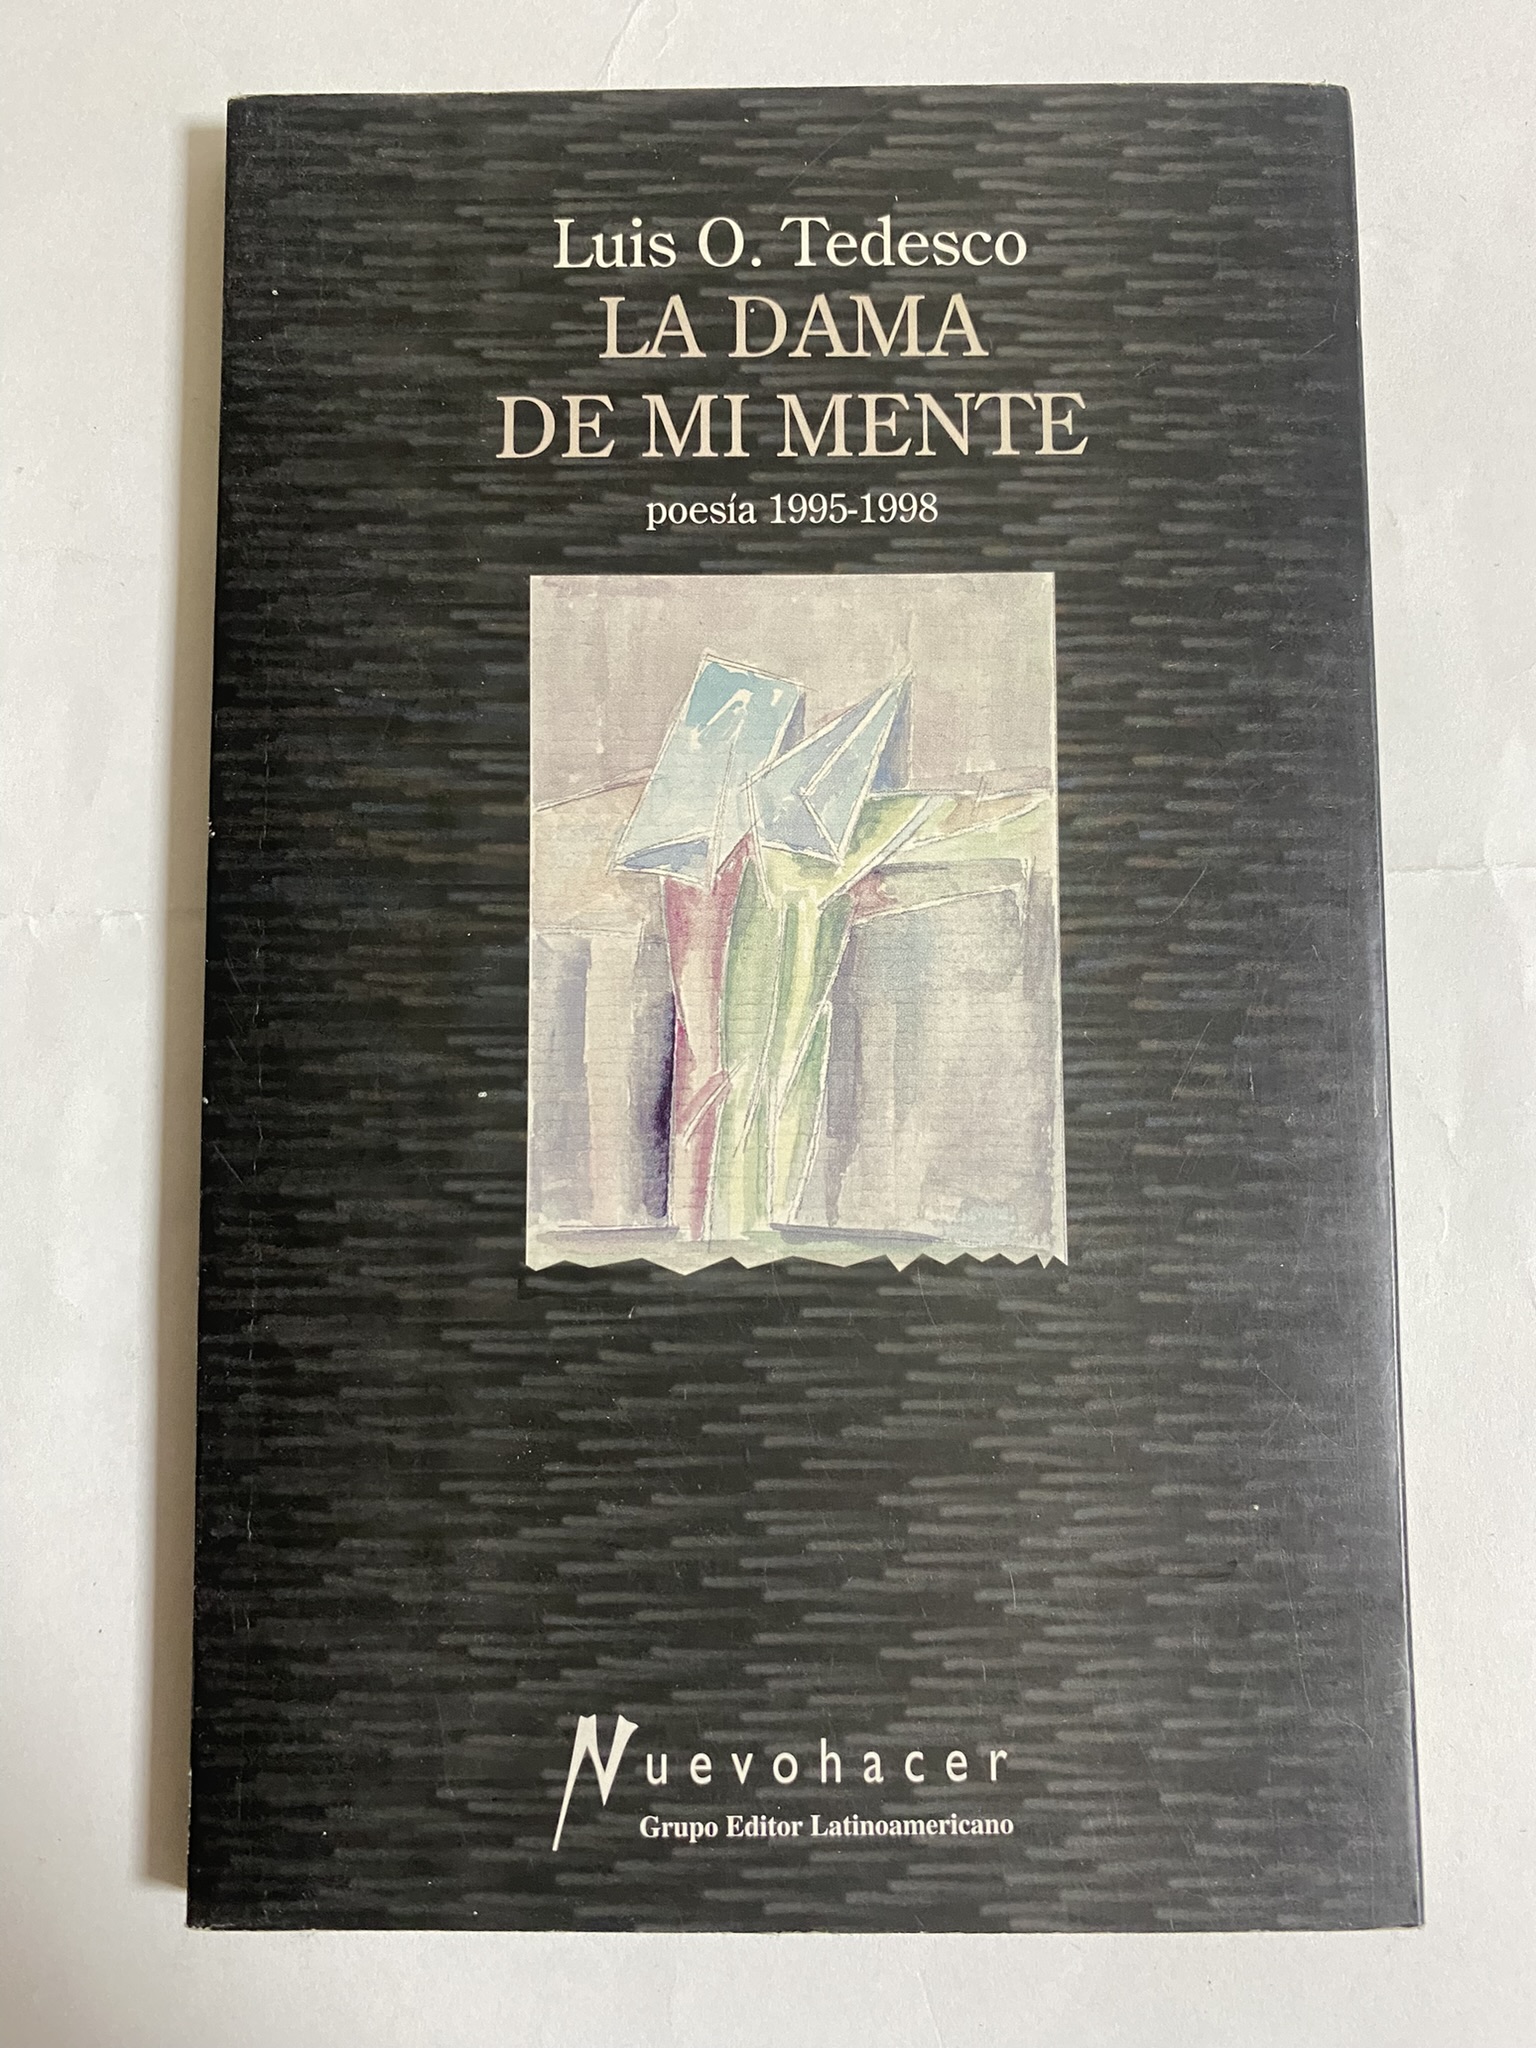 Luis O. Tedesco
LA DAMA
DE MI MENTE
poesía 1995-1998
Nuevohacer
Grupo Editor Latinoamericano